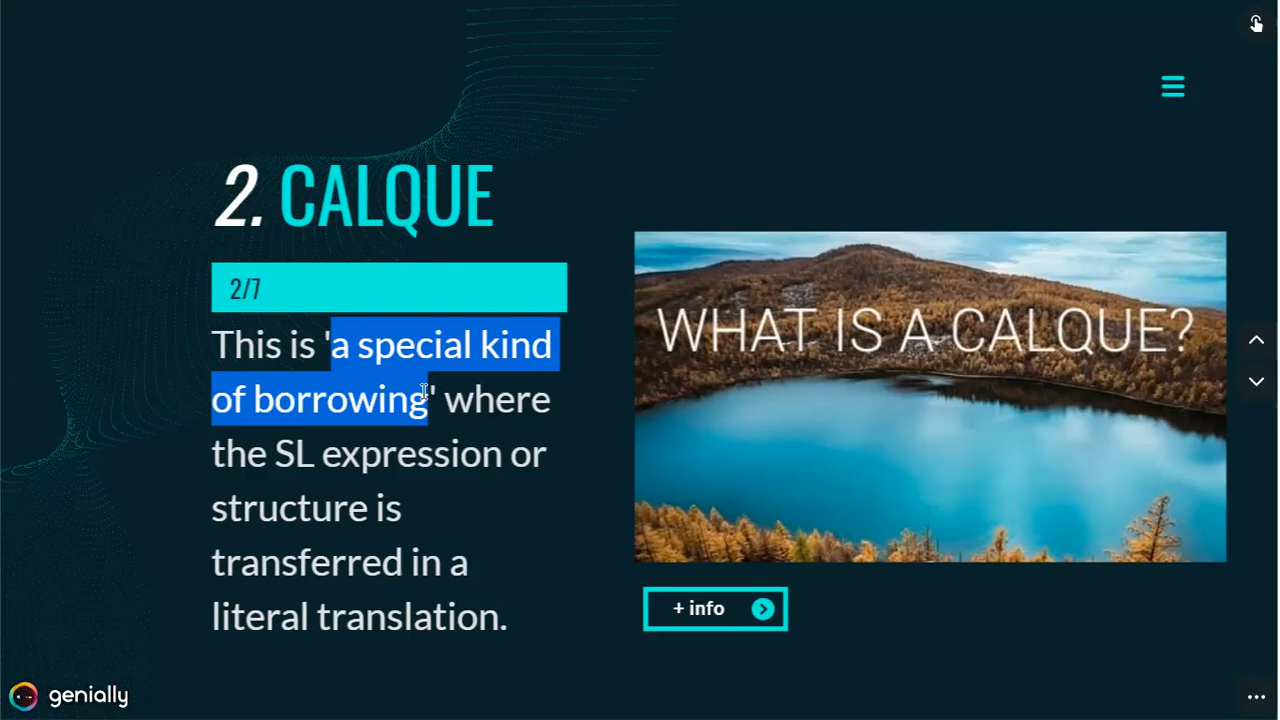 2. CALQUE
2/7
This is 'a special kind
of borrowing' where
the SL expression or
structure is
transferred in a
literal translation.
WHAT IS A CALQUE?
+ info
genially